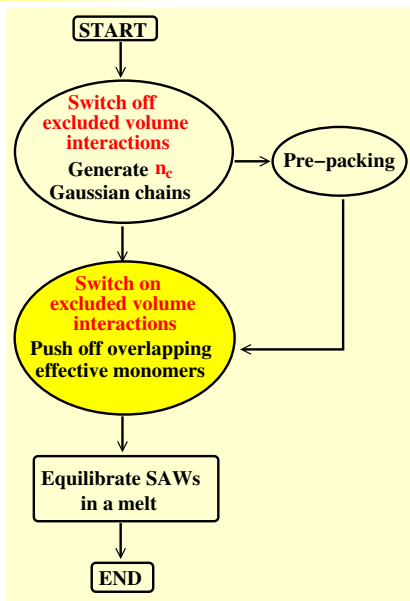 START
Switch off
excluded volume
interactions
Generate n_c
Gaussian chains
Pre−packing
Switch on
excluded volume
interactions
Push off overlapping
effective monomers
Equilibrate SAWs
in a melt
END